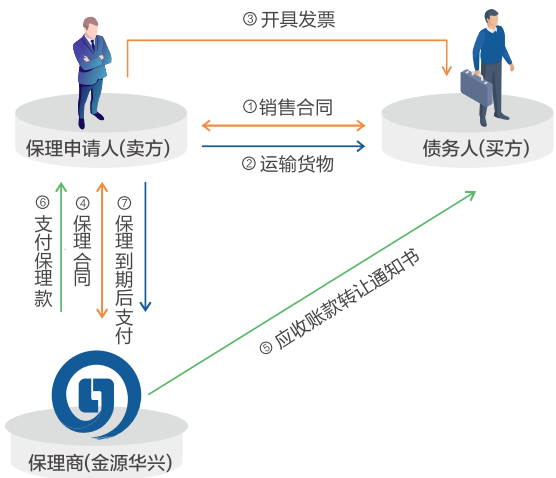 ③ 开具发票
①销售合同
② 运输货物
保理申请人(卖方)
债务人(买方)
⑥支付保理款
④保理合同
⑦保理到期后支付
⑤ 应收账款转让通知书
保理商(金源华兴)